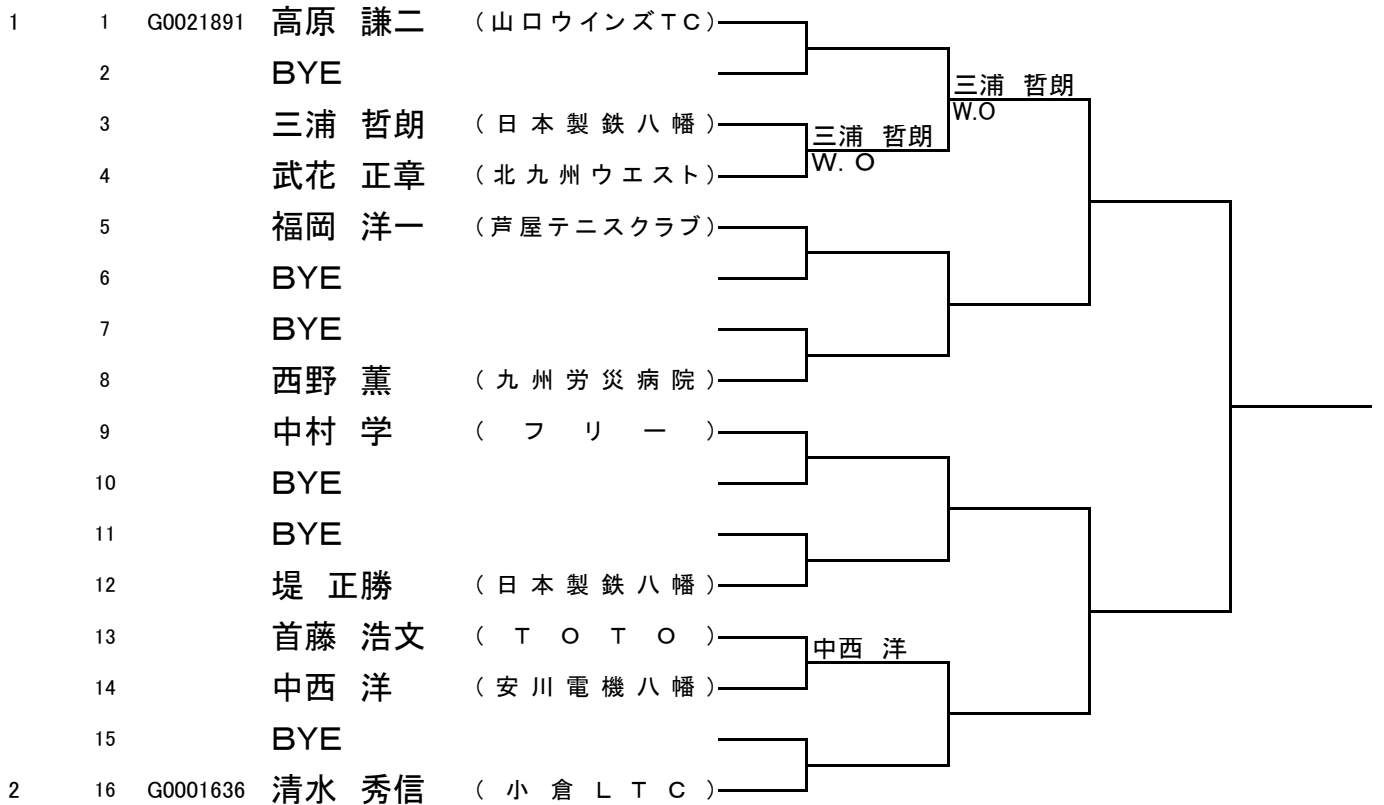 1 1 G0021891 高原 謙二 (山口ウインズTC)
2 BYE
三浦 哲朗
W.O
3 三浦 哲朗 (日本製鉄八幡)
三浦 哲朗
W. O
4 武花 正章 (北九州ウエスト)
5 福岡 洋一 (芦屋テニスクラブ)
6 BYE
7 BYE
8 西野 薫 (九州労災病院)
9 中村 学 (フリー)
10 BYE
11 BYE
12 堤 正勝 (日本製鉄八幡)
13 首藤 浩文 (TOTO)
中西 洋
14 中西 洋 (安川電機八幡)
15 BYE
2 16 G0001636 清水 秀信 (小倉LTC)